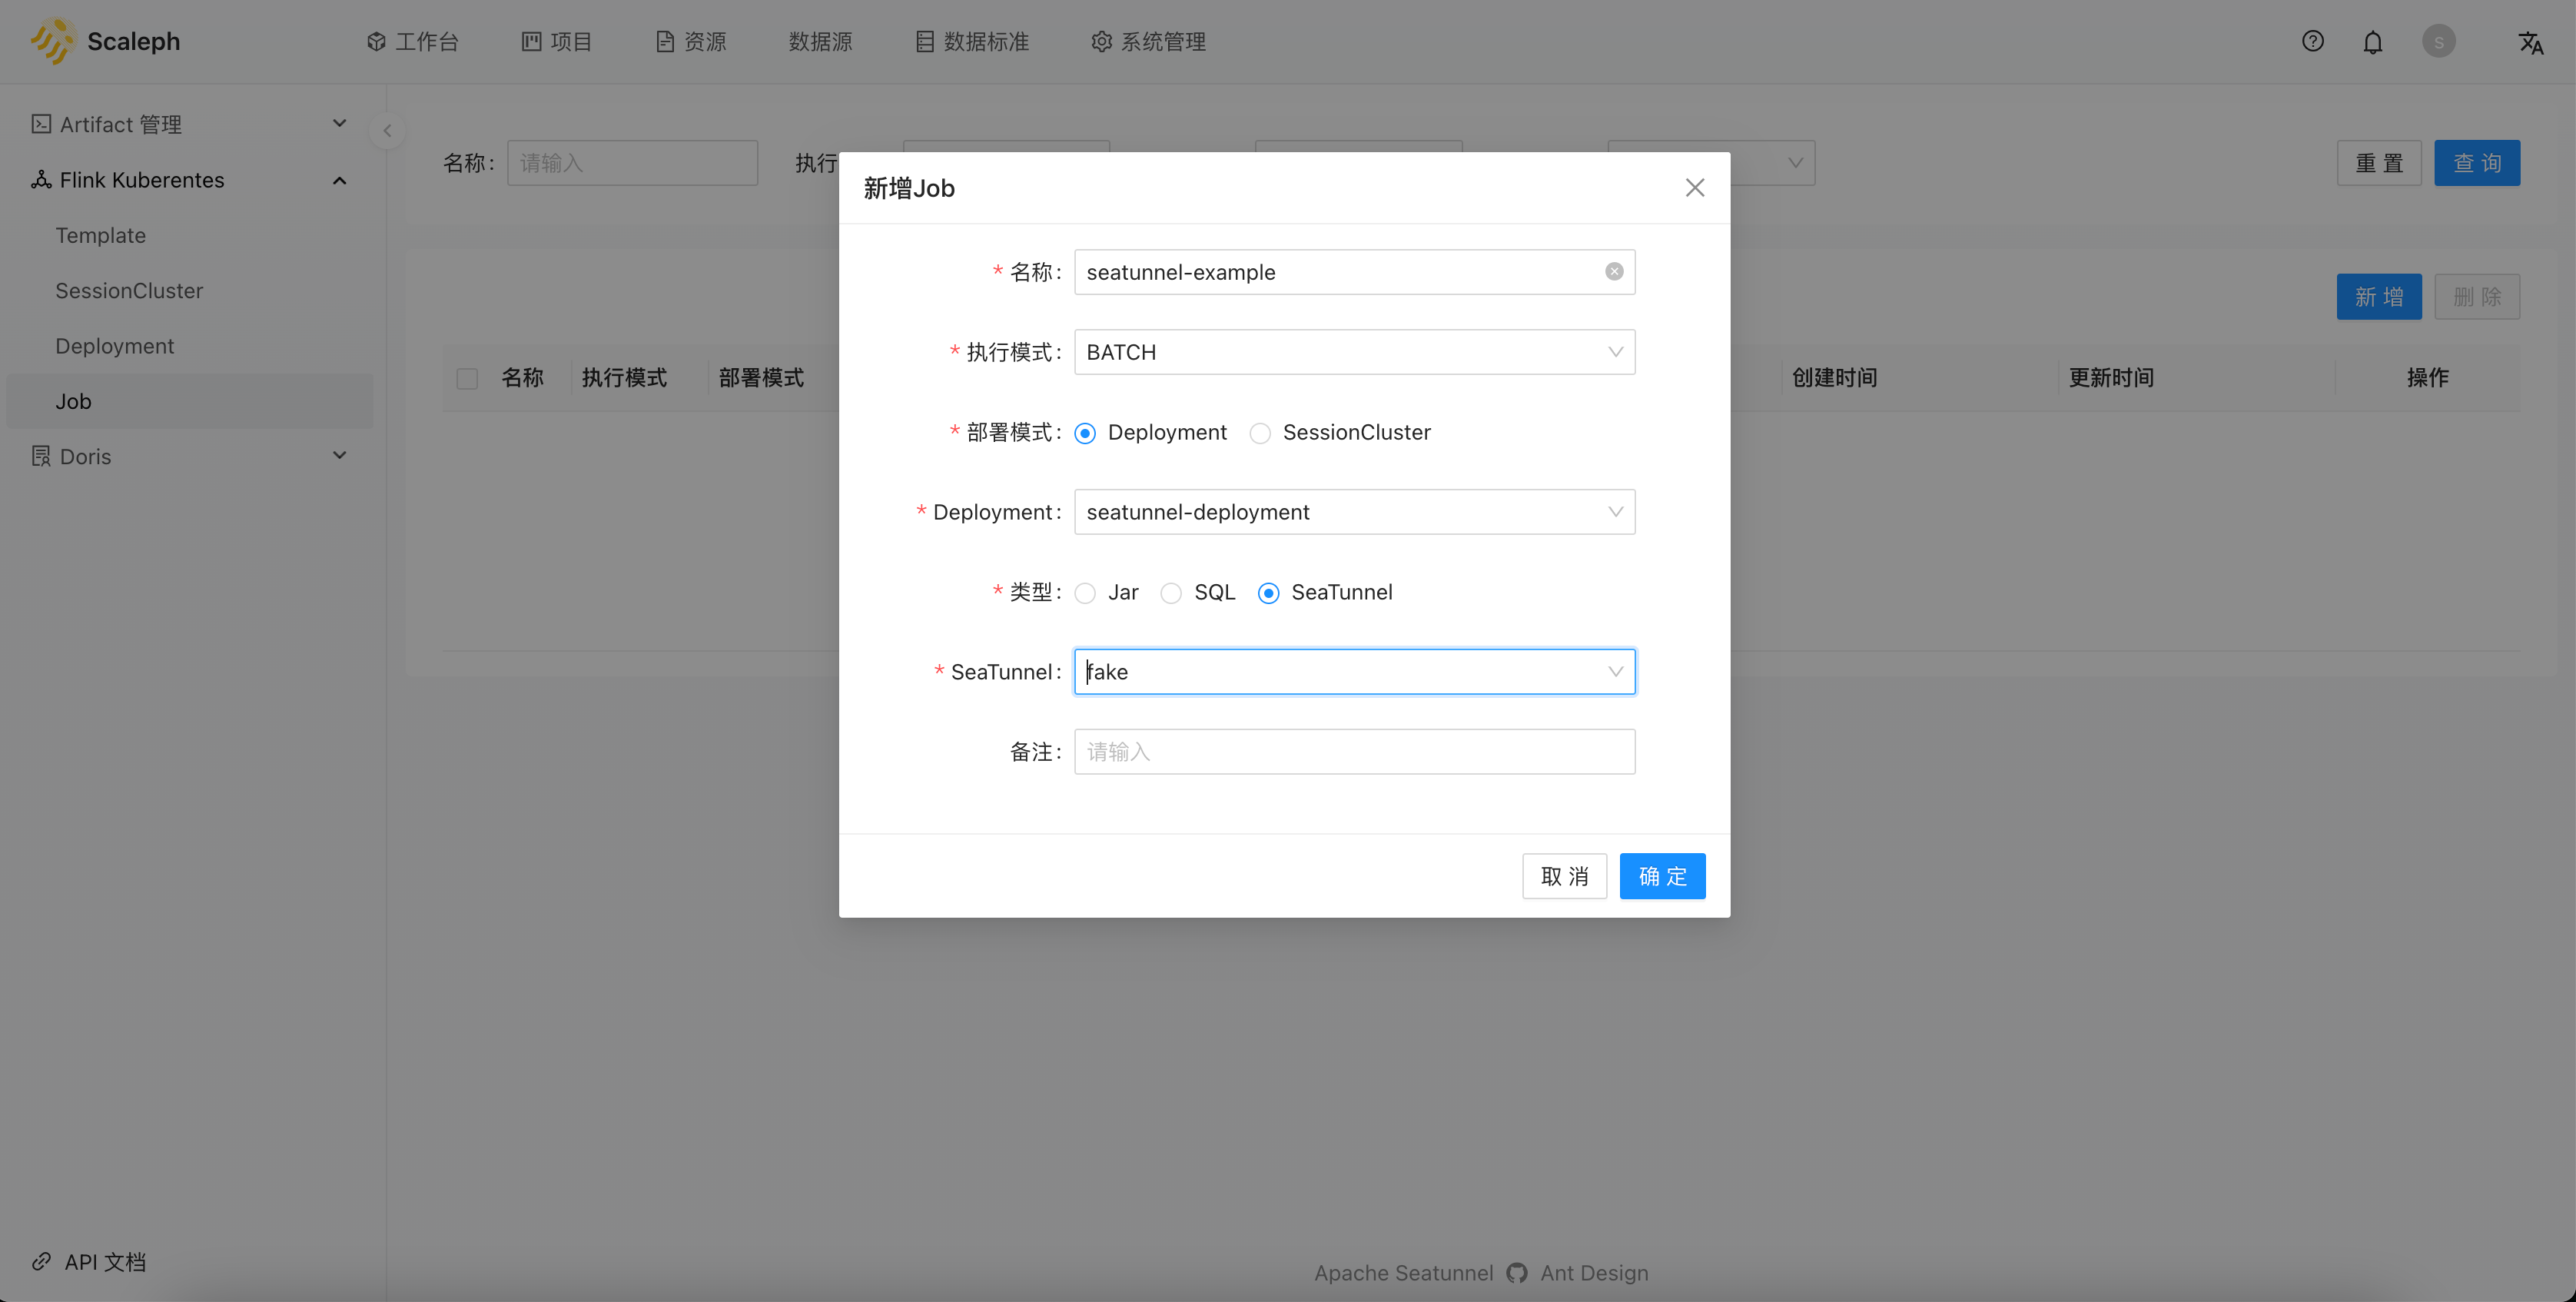 Scaleph 工作台 项目 资源 数据源 数据标准 系统管理 S
Artifact 管理
Flink Kuberentes
Template
SessionCluster
Deployment
Job
Doris
API 文档
名称: 请输入 执行 重 置 查 询
新 增 删 除
名称 执行模式 部署模式 创建时间 更新时间 操作
新增Job
* 名称: seatunnel-example
* 执行模式: BATCH
* 部署模式: Deployment SessionCluster
* Deployment: seatunnel-deployment
* 类型: Jar SQL SeaTunnel
* SeaTunnel: fake
备注: 请输入
取 消 确 定
Apache Seatunnel Ant Design